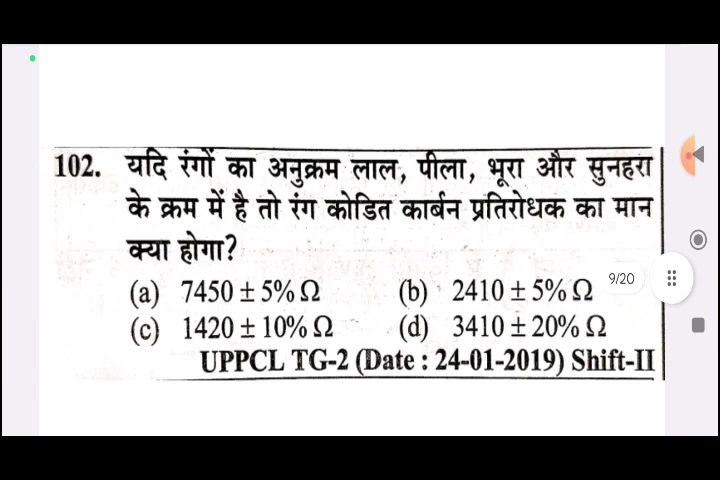 102. यदि रंगों का अनुक्रम लाल, पीला, भूरा और सुनहरा
के क्रम में है तो रंग कोडित कार्बन प्रतिरोधक का मान
क्या होगा?
(a) 7450 ± 5% Ω (b) 2410 ± 5% Ω
9/20
(c) 1420 ± 10% Ω (d) 3410 ± 20% Ω
UPPCL TG-2 (Date : 24-01-2019) Shift-II